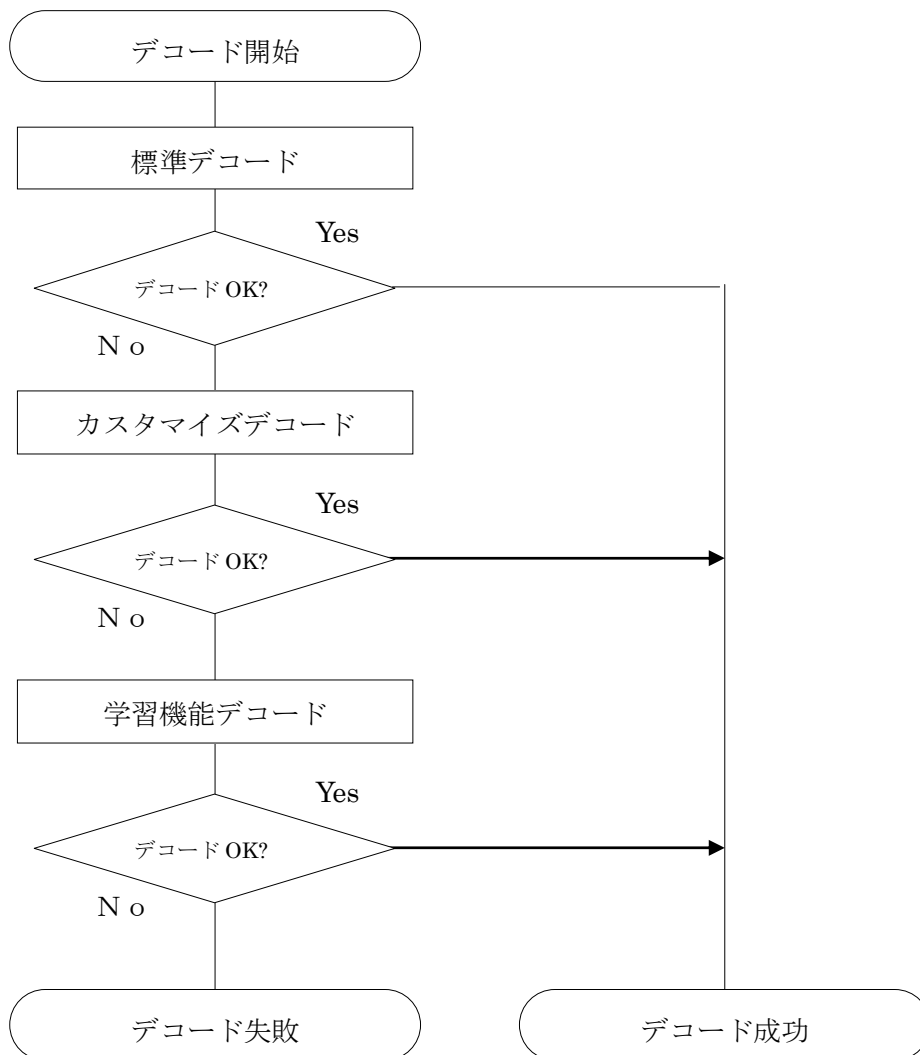 デコード開始
標準デコード
Yes
デコード OK?
N o
カスタマイズデコード
Yes
デコード OK?
N o
学習機能デコード
Yes
デコード OK?
N o
デコード失敗
デコード成功